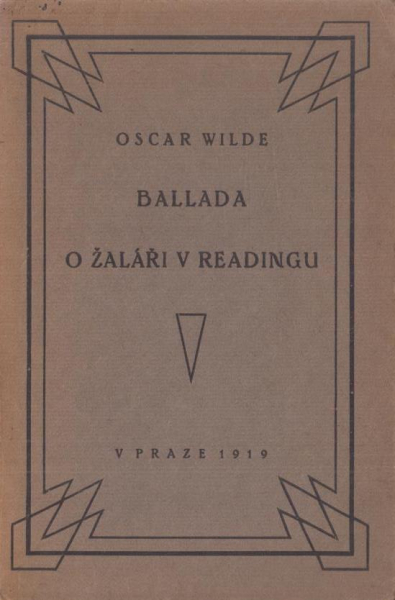 OSCAR WILDE
BALLADA
O ŽALÁŘI V READINGU
V PRAZE 1919